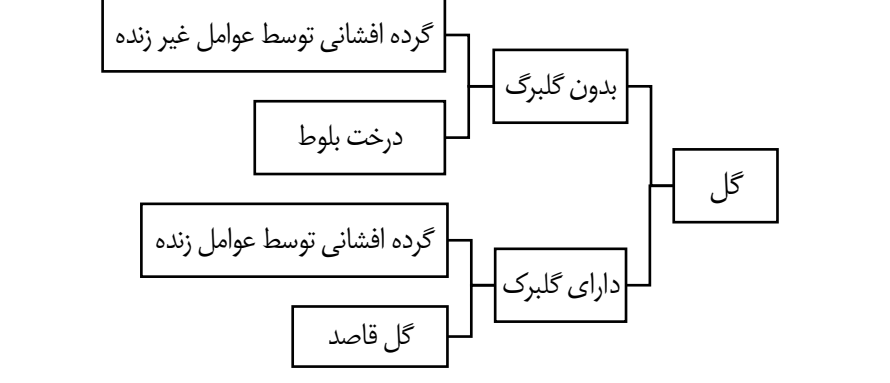 گرده افشانی توسط عوامل غیر زنده
بدون گلبرگ
درخت بلوط
گل
گرده افشانی توسط عوامل زنده
دارای گلبرک
گل قاصد